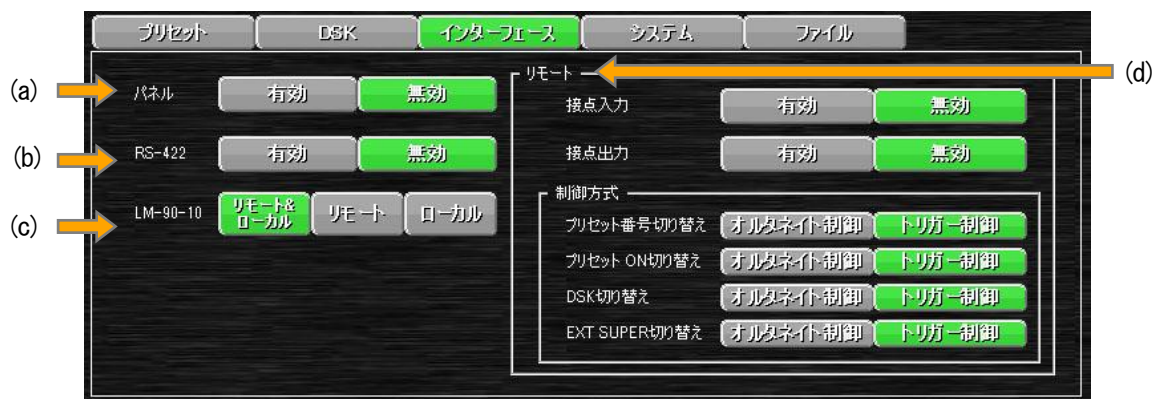 プリセット DSK インターフェース システム ファイル
(a) パネル 有効 無効
(b) RS-422 有効 無効
(c) LM-90-10 リモート&ローカル リモート ローカル
リモート (d)
接点入力 有効 無効
接点出力 有効 無効
制御方式
プリセット番号切り替え オルタネイト制御 トリガー制御
プリセット ON切り替え オルタネイト制御 トリガー制御
DSK切り替え オルタネイト制御 トリガー制御
EXT SUPER切り替え オルタネイト制御 トリガー制御